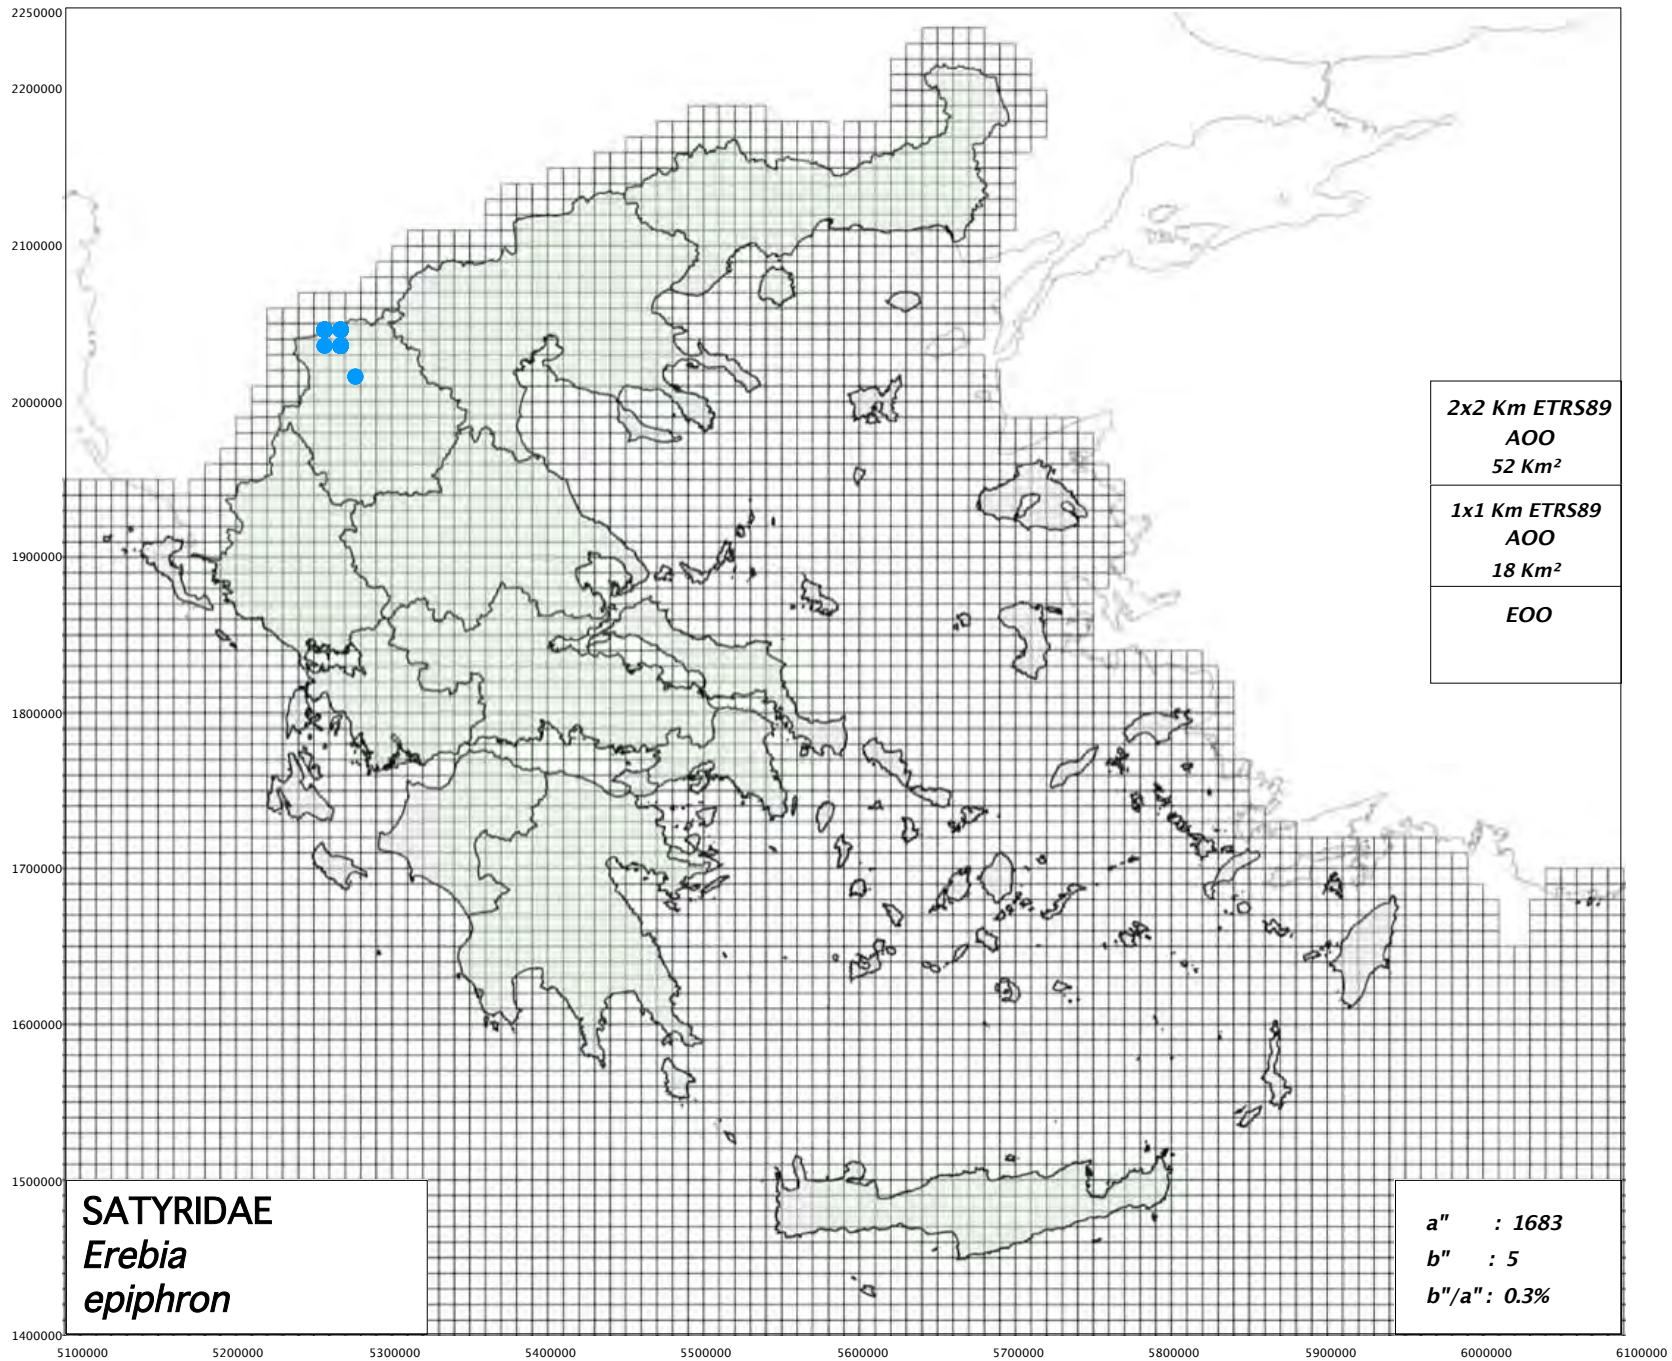 2250000
2200000
2100000
2000000
1900000
1800000
1700000
1600000
1500000
1400000
2x2 Km ETRS89
AOO
52 Km²
1x1 Km ETRS89
AOO
18 Km²
EOO
SATYRIDAE
Erebia
epiphron
a" : 1683
b" : 5
b"/a" : 0.3%
5100000 5200000 5300000 5400000 5500000 5600000 5700000 5800000 5900000 6000000 6100000